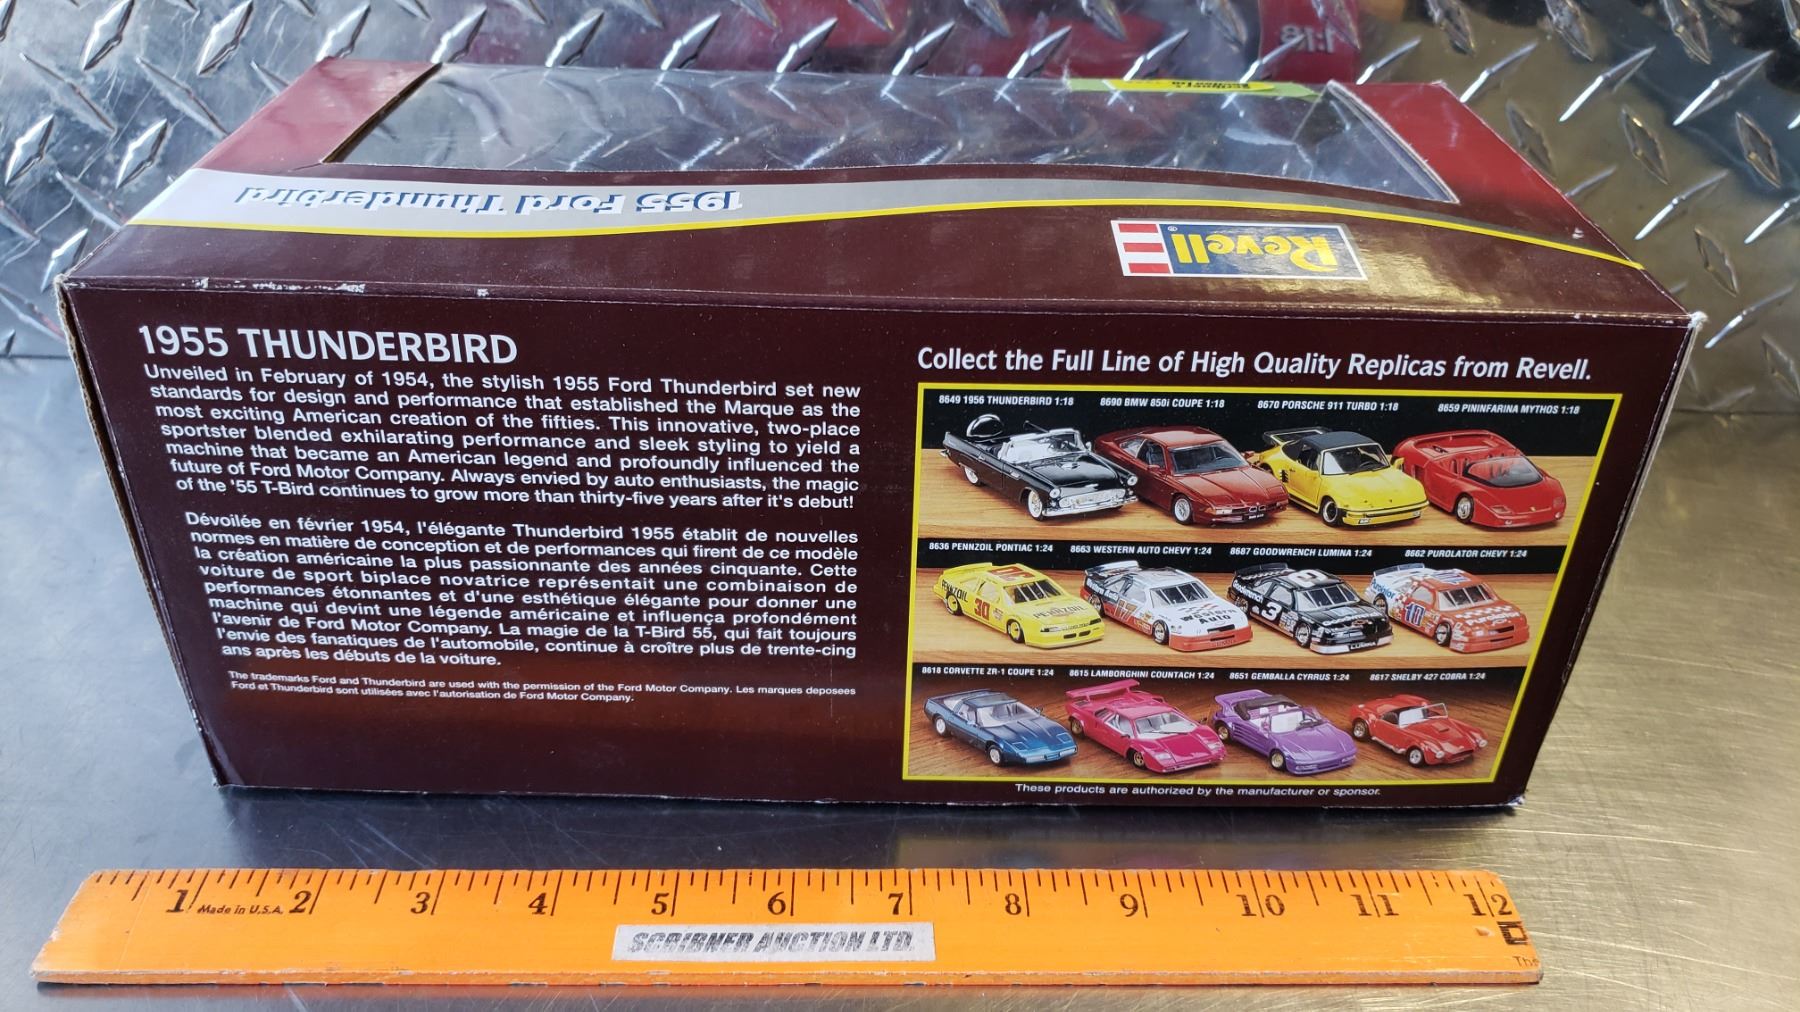 1:18
1955 Ford Thunderbird
Revell®
1955 THUNDERBIRD
Unveiled in February of 1954, the stylish 1955 Ford Thunderbird set new
standards for design and performance that established the Marque as the
most exciting American creation of the fifties. This innovative, two-place
sportster blended exhilarating performance and sleek styling to yield a
machine that became an American legend and profoundly influenced the
future of Ford Motor Company. Always envied by auto enthusiasts, the magic
of the '55 T-Bird continues to grow more than thirty-five years after it's debut!
Dévoilée en février 1954, l'élégante Thunderbird 1955 établit de nouvelles
normes en matière de conception et de performances qui firent de ce modèle
la création américaine la plus passionnante des années cinquante. Cette
voiture de sport biplace novatrice représentait une combinaison de
performances étonnantes et d'une esthétique élégante pour donner une
machine qui devint une légende américaine et influença profondément
l'avenir de Ford Motor Company. La magie de la T-Bird 55, qui fait toujours
l'envie des fanatiques de l'automobile, continue à croître plus de trente-cinq
ans après les débuts de la voiture.
The trademarks Ford and Thunderbird are used with the permission of the Ford Motor Company. Les marques deposees
Ford et Thunderbird sont utilisées avec l'autorisation de Ford Motor Company.
Collect the Full Line of High Quality Replicas from Revell.
8649 1956 THUNDERBIRD 1:18 8690 BMW 850i COUPE 1:18 8670 PORSCHE 911 TURBO 1:18 8659 PININFARINA MYTHOS 1:18
8636 PENNZOIL PONTIAC 1:24 8663 WESTERN AUTO CHEVY 1:24 8687 GOODWRENCH LUMINA 1:24 8662 PUROLATOR CHEVY 1:24
PENNZOIL 30 PENNZOIL
17 Western Auto
Goodwrench 3 LUMINA
10 Purolator
8618 CORVETTE ZR-1 COUPE 1:24 8615 LAMBORGHINI COUNTACH 1:24 8651 GEMBALLA CYRRUS 1:24 8617 SHELBY 427 COBRA 1:24
These products are authorized by the manufacturer or sponsor.
1 Made in U.S.A. 2 3 4 5 6 7 8 9 10 11 12
SCRIBNER AUCTION LTD.
The